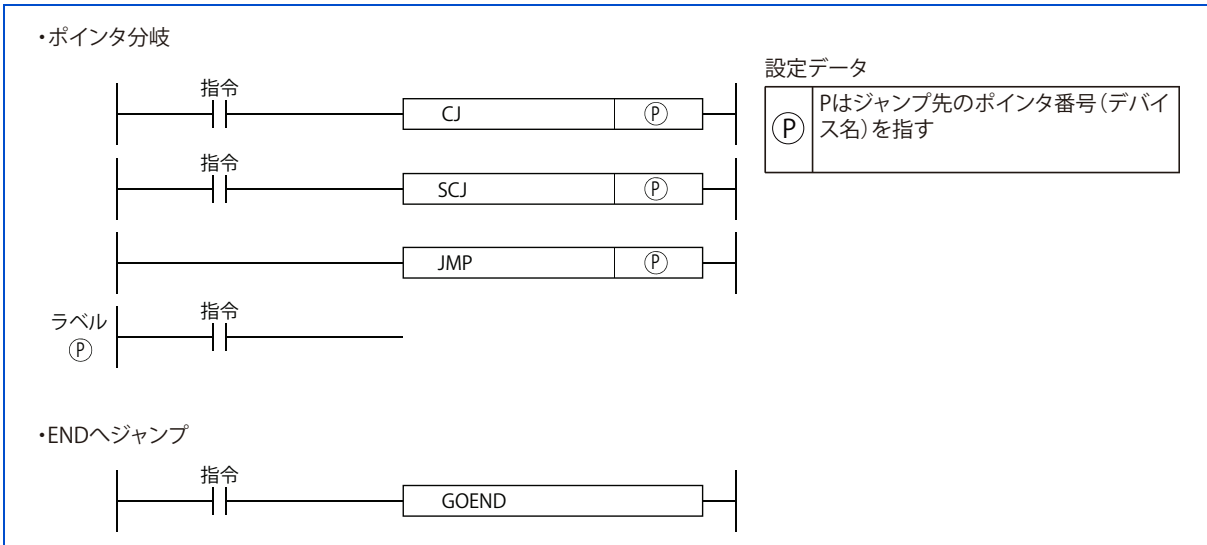 ・ポインタ分岐
指令
CJ Ⓟ
指令
SCJ Ⓟ
JMP Ⓟ
ラベル
Ⓟ
指令
設定データ
Ⓟ Pはジャンプ先のポインタ番号(デバイ
ス名)を指す
・ENDへジャンプ
指令
GOEND